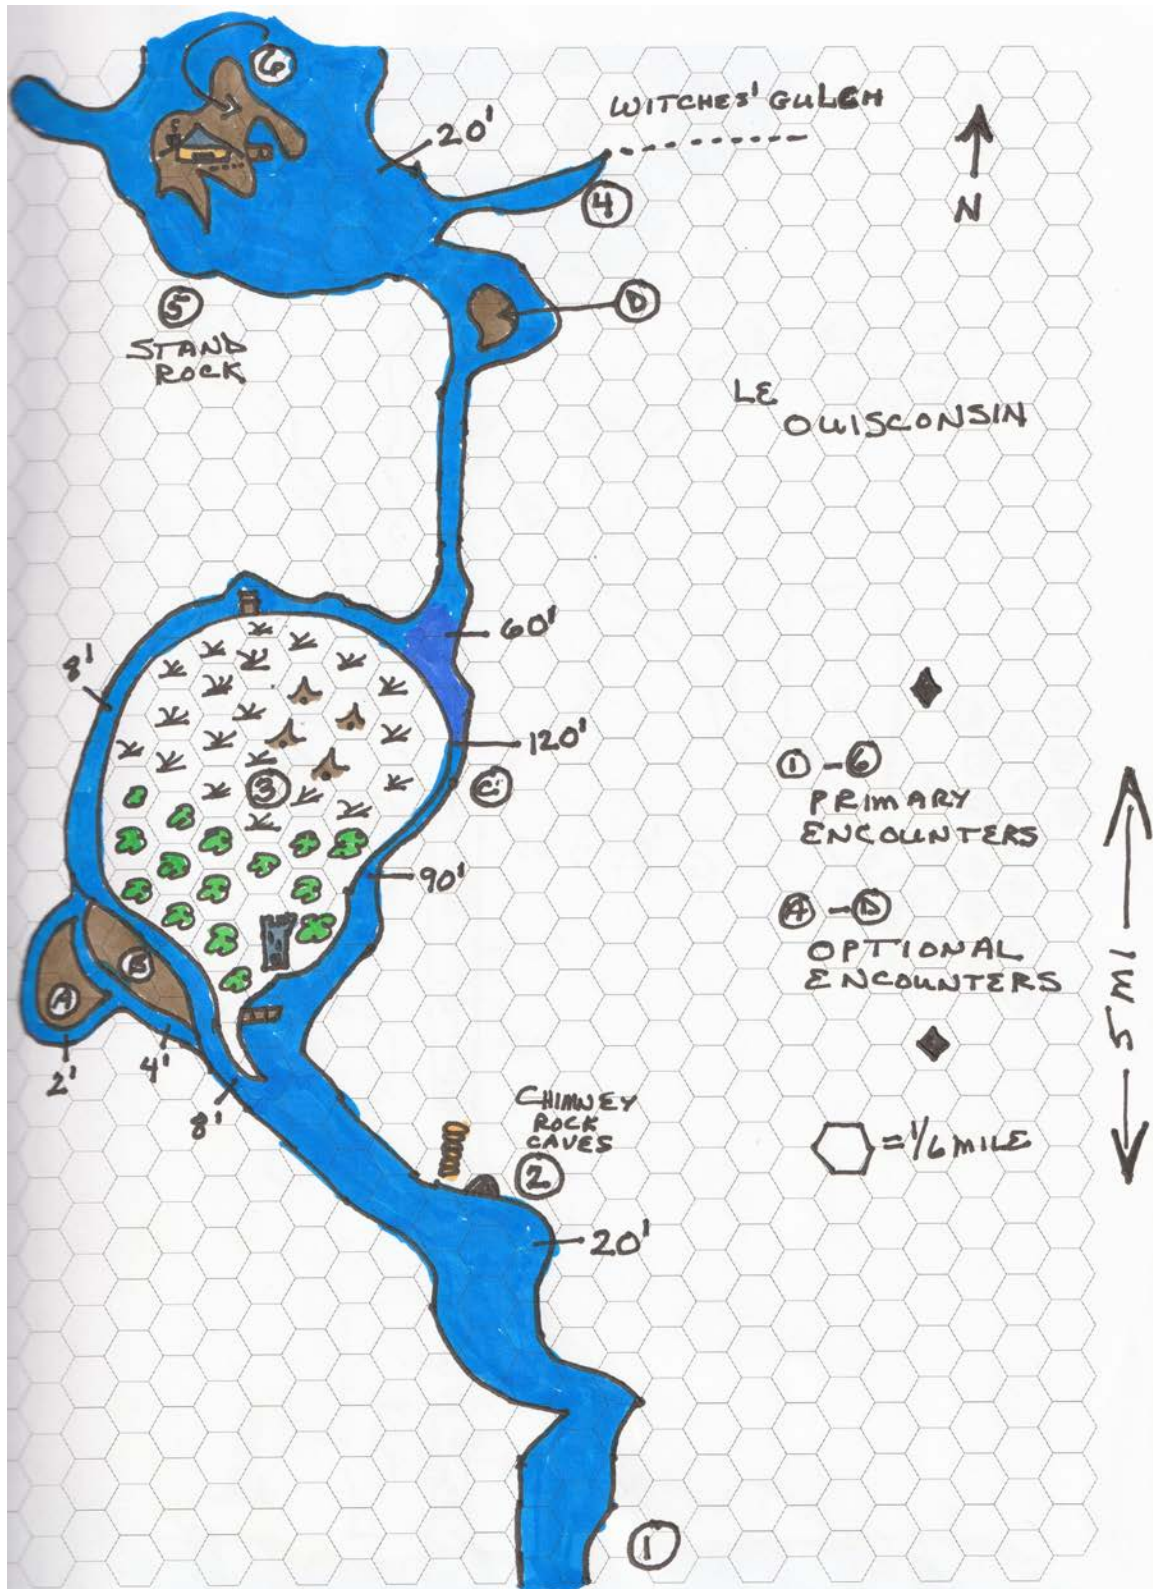 6
WITCHES' GULCH
20'
4
N
5
STAND
ROCK
D
LE
OUISCONSIN
60'
8'
120'
3
C
1 - 6
PRIMARY
ENCOUNTERS
90'
A - D
OPTIONAL
ENCOUNTERS
B
A
5 MI
2'
4'
8'
CHIMNEY
ROCK
CAVES
2
= 1/6 MILE
20'
1